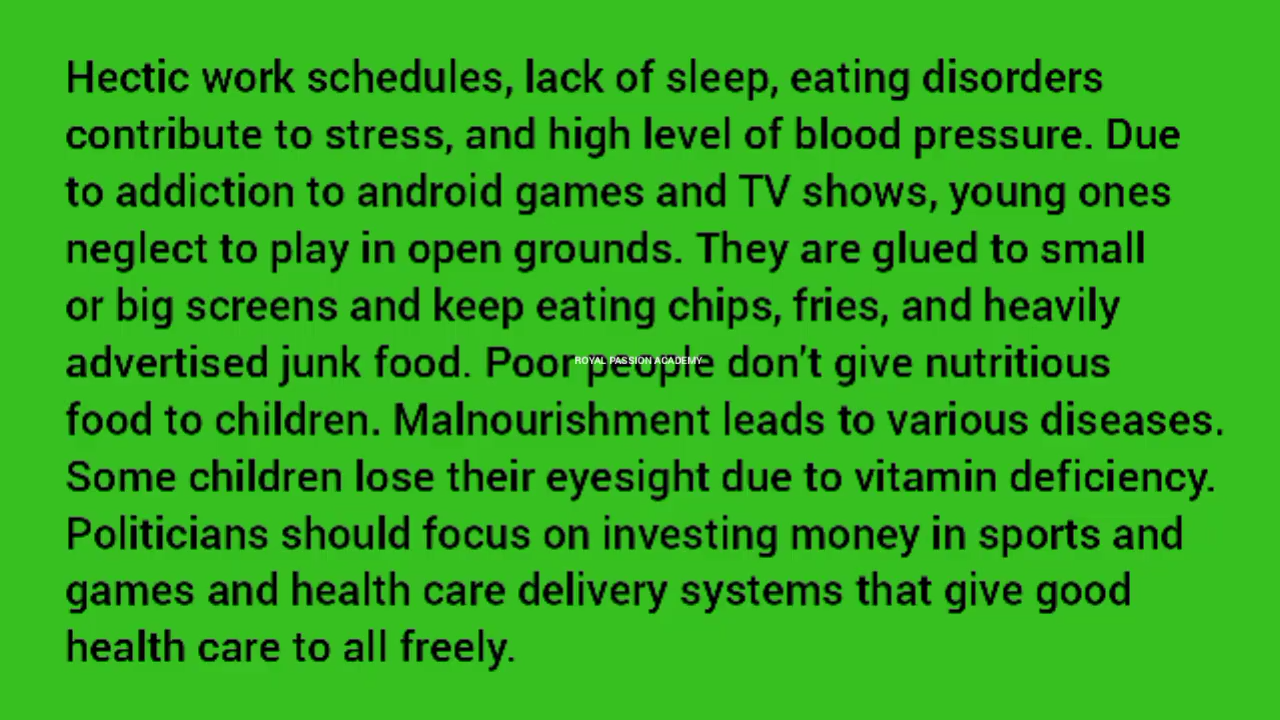 Hectic work schedules, lack of sleep, eating disorders
contribute to stress, and high level of blood pressure. Due
to addiction to android games and TV shows, young ones
neglect to play in open grounds. They are glued to small
or big screens and keep eating chips, fries, and heavily
advertised junk food. Poor people don't give nutritious
ROYAL PASSION ACADEMY
food to children. Malnourishment leads to various diseases.
Some children lose their eyesight due to vitamin deficiency.
Politicians should focus on investing money in sports and
games and health care delivery systems that give good
health care to all freely.